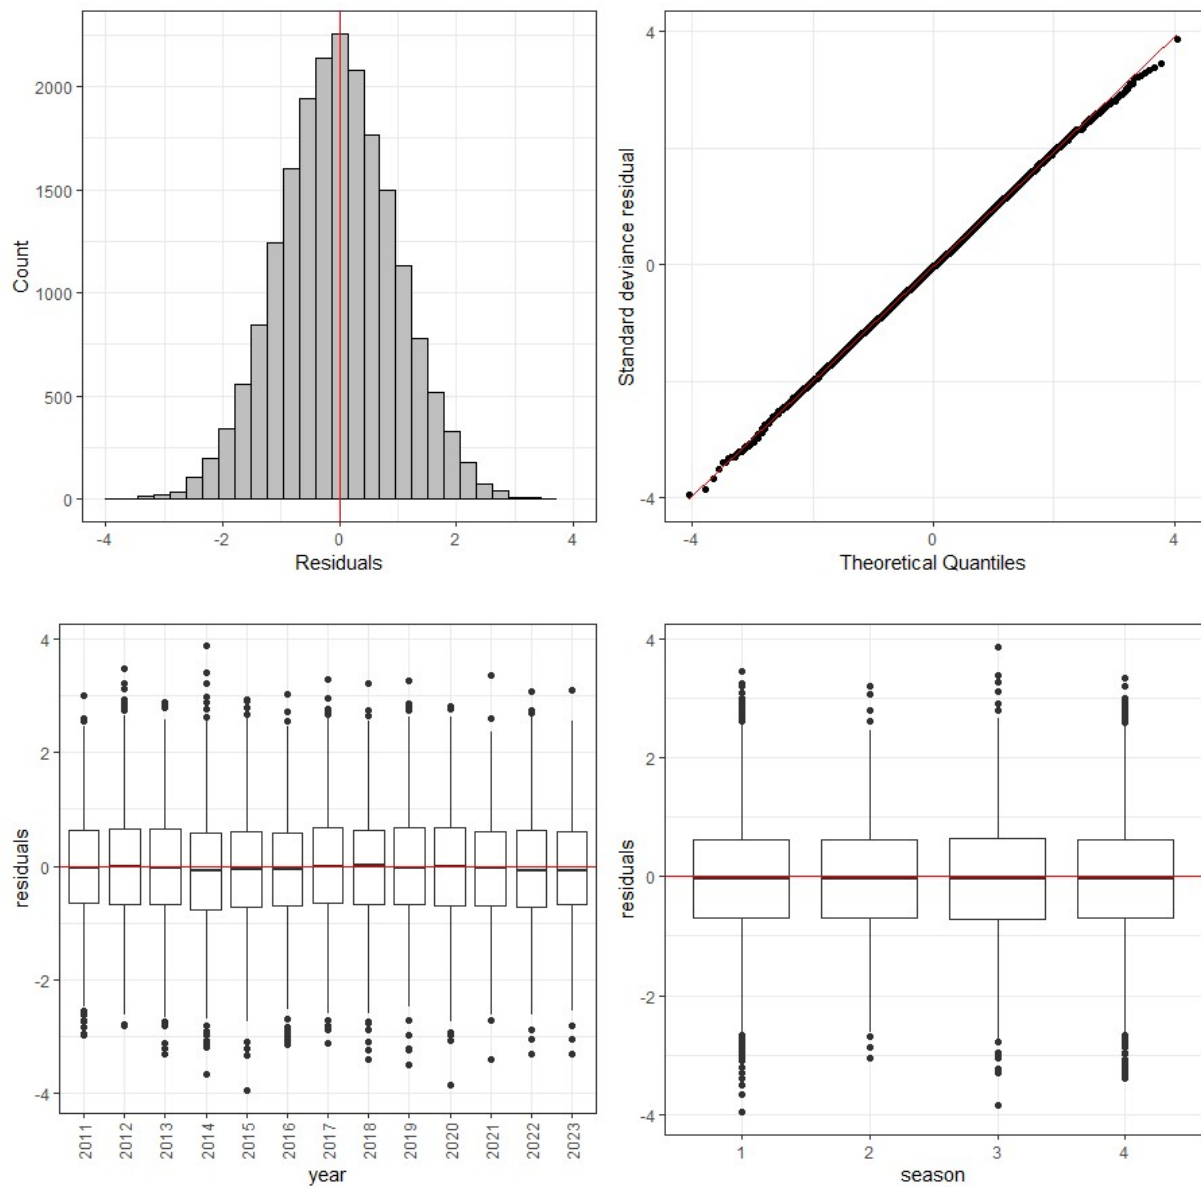 2000
1500
1000
500
0
Count
-4 -2 0 2 4
Residuals
4
0
-4
Standard deviance residual
-4 0 4
Theoretical Quantiles
4
2
0
-2
-4
residuals
2011 2012 2013 2014 2015 2016 2017 2018 2019 2020 2021 2022 2023
year
4
2
0
-2
-4
residuals
1 2 3 4
season